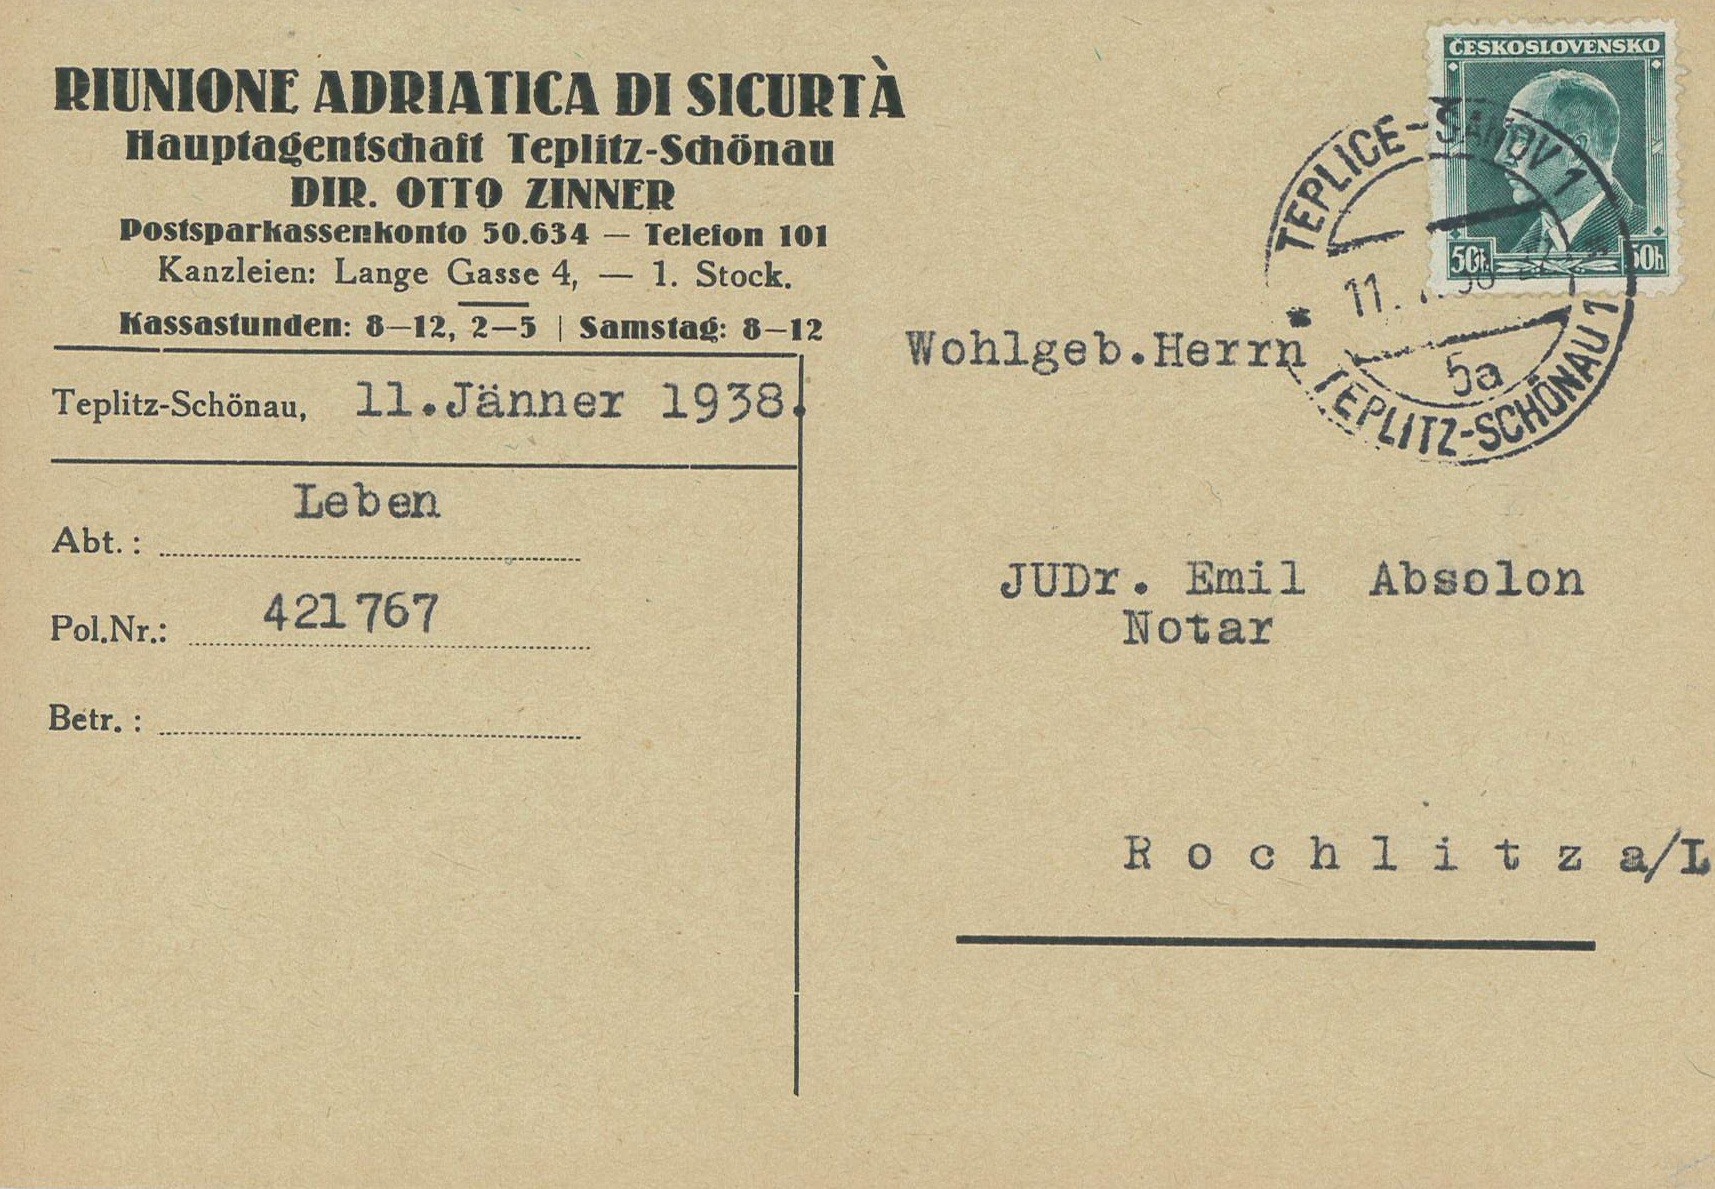 RIUNIONE ADRIATICA DI SICURTÀ
Hauptagentschaft Teplitz-Schönau
DIR. OTTO ZINNER
Postsparkassenkonto 50.634 — Telefon 101
Kanzleien: Lange Gasse 4, — 1. Stock.
Kassastunden: 8—12, 2—5 | Samstag: 8—12
Teplitz-Schönau, 11.Jänner 1938.
Leben
Abt.:
Pol.Nr.: 421767
Betr.:
ČESKOSLOVENSKO
50h 50h
TEPLICE-ŠANOV 1
11.
5a
TEPLITZ-SCHÖNAU 1
Wohlgeb.Herrn
JUDr. Emil Absolon
Notar
Rochlitz a/I